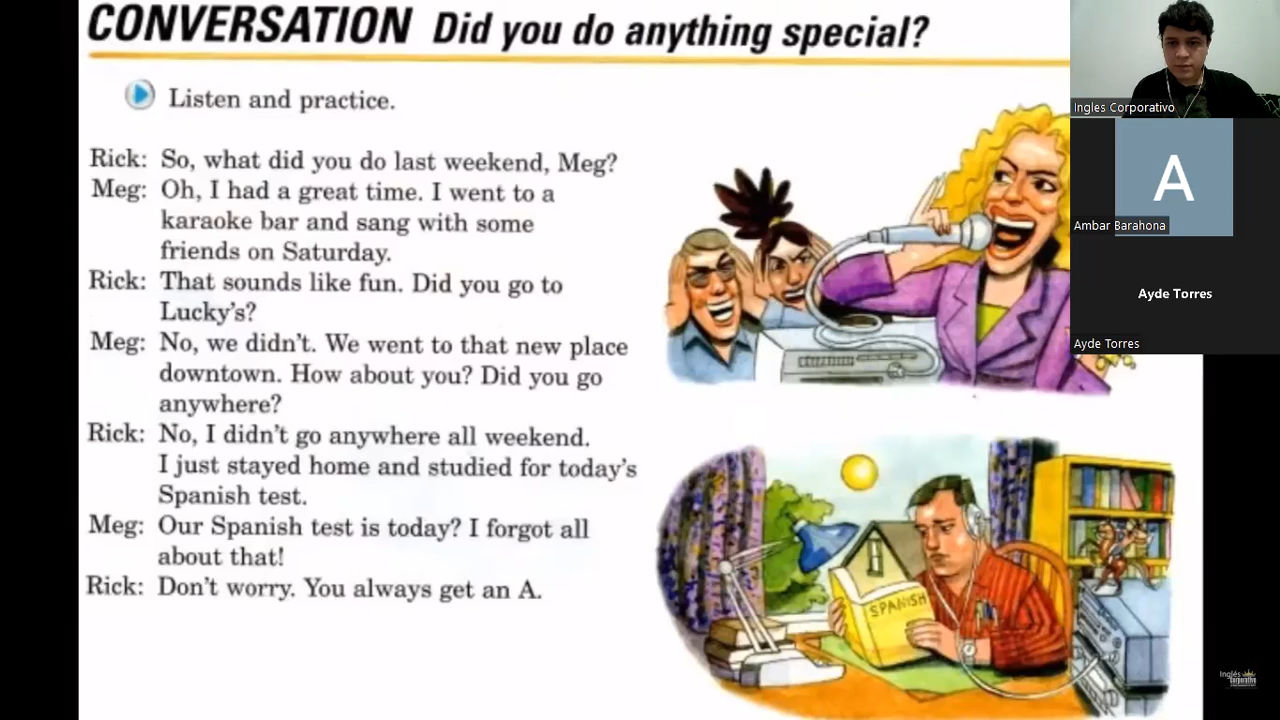 CONVERSATION Did you do anything special?
Listen and practice.
Rick: So, what did you do last weekend, Meg?
Meg: Oh, I had a great time. I went to a
karaoke bar and sang with some
friends on Saturday.
Rick: That sounds like fun. Did you go to
Lucky's?
Meg: No, we didn't. We went to that new place
downtown. How about you? Did you go
anywhere?
Rick: No, I didn't go anywhere all weekend.
I just stayed home and studied for today's
Spanish test.
Meg: Our Spanish test is today? I forgot all
about that!
Rick: Don't worry. You always get an A.
SPANISH
Ingles Corporativo
A
Ambar Barahona
Ayde Torres
Ayde Torres
Inglés
Corporativo